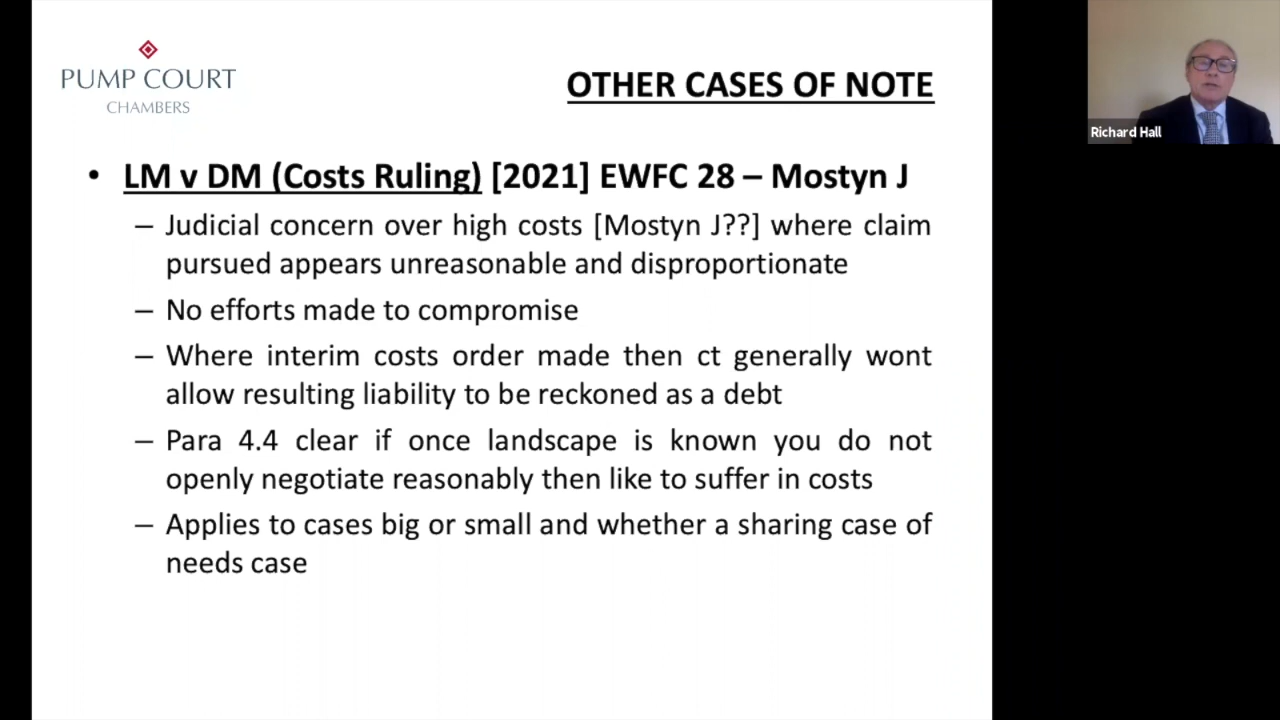 PUMP COURT
CHAMBERS
OTHER CASES OF NOTE
• LM v DM (Costs Ruling) [2021] EWFC 28 – Mostyn J
– Judicial concern over high costs [Mostyn J??] where claim
pursued appears unreasonable and disproportionate
– No efforts made to compromise
– Where interim costs order made then ct generally wont
allow resulting liability to be reckoned as a debt
– Para 4.4 clear if once landscape is known you do not
openly negotiate reasonably then like to suffer in costs
– Applies to cases big or small and whether a sharing case of
needs case
Richard Hall